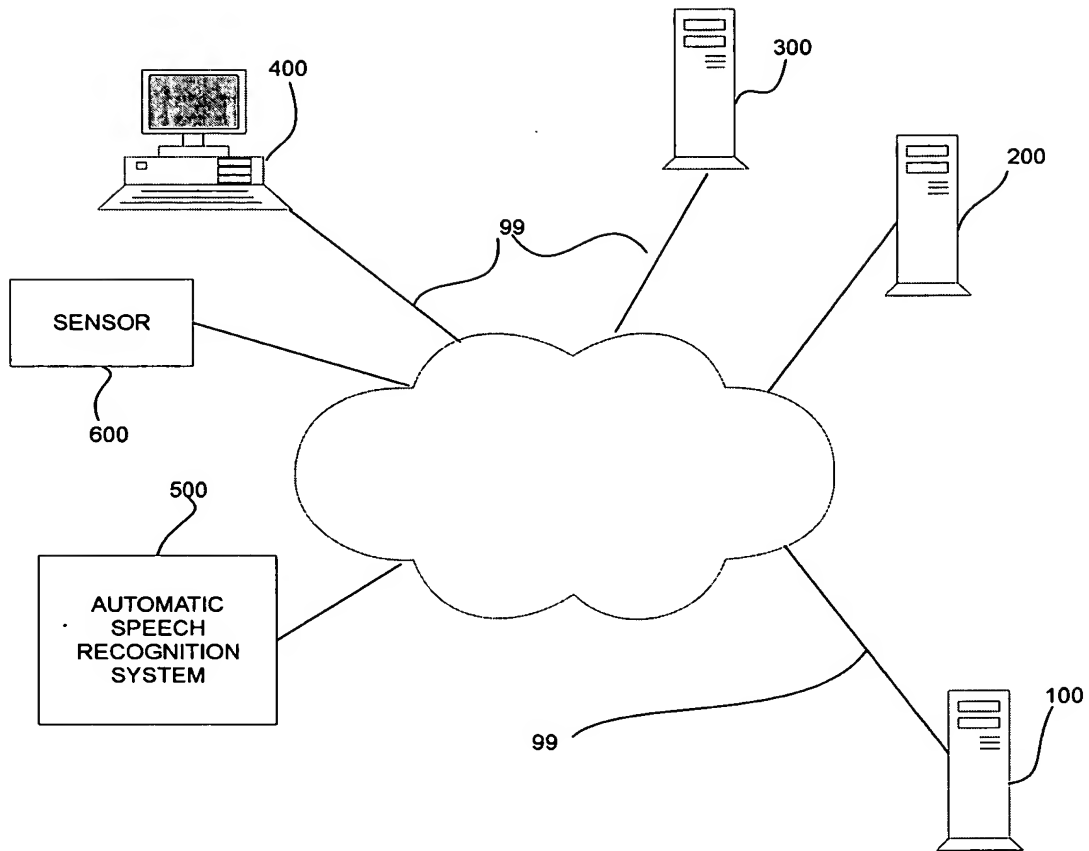 300
400
200
99
SENSOR
600
500
AUTOMATIC
SPEECH
RECOGNITION
SYSTEM
100
99